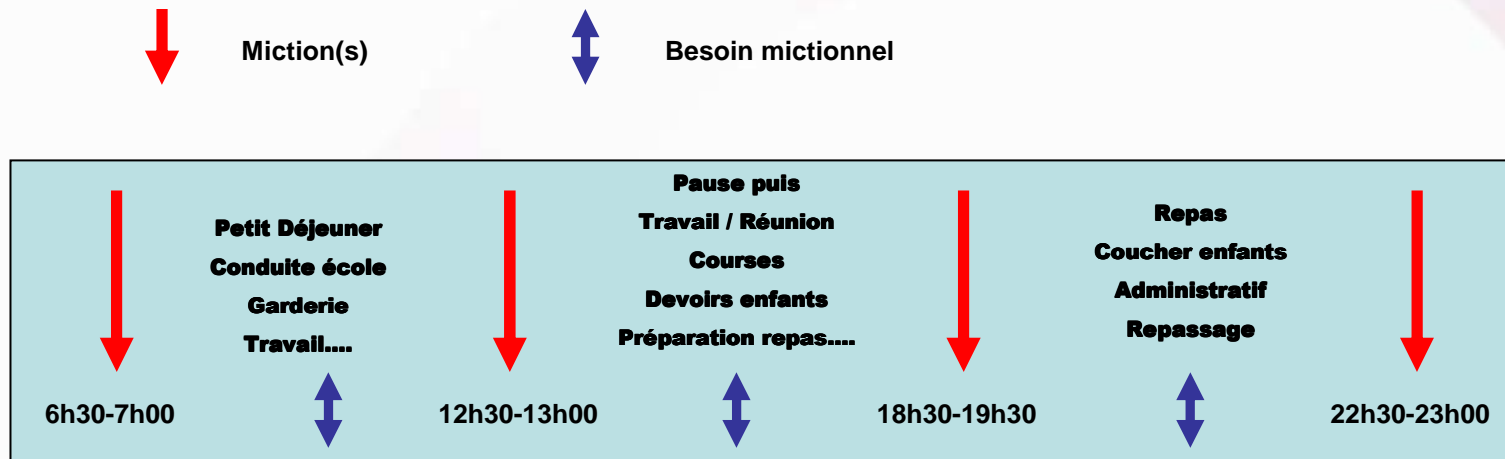 Miction(s)
Besoin mictionnel
Petit Déjeuner
Conduite école
Garderie
Travail....
Pause puis
Travail / Réunion
Courses
Devoirs enfants
Préparation repas....
Repas
Coucher enfants
Administratif
Repassage
6h30-7h00
12h30-13h00
18h30-19h30
22h30-23h00